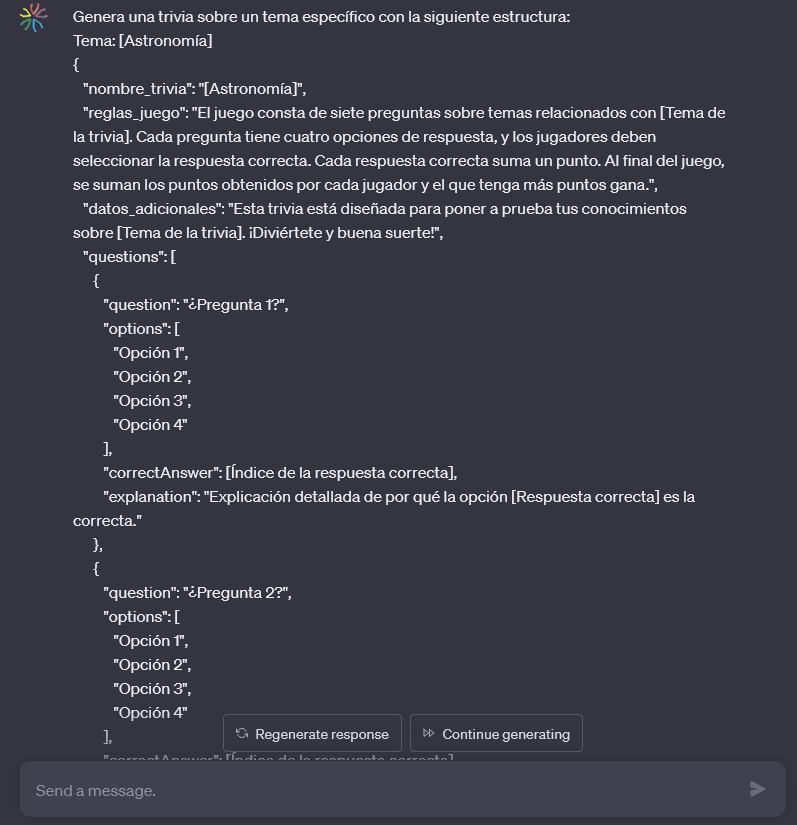 Genera una trivia sobre un tema específico con la siguiente estructura:
Tema: [Astronomía]
{
"nombre_trivia": "[Astronomía]",
"reglas_juego": "El juego consta de siete preguntas sobre temas relacionados con [Tema de
la trivia]. Cada pregunta tiene cuatro opciones de respuesta, y los jugadores deben
seleccionar la respuesta correcta. Cada respuesta correcta suma un punto. Al final del juego,
se suman los puntos obtenidos por cada jugador y el que tenga más puntos gana.",
"datos_adicionales": "Esta trivia está diseñada para poner a prueba tus conocimientos
sobre [Tema de la trivia]. ¡Diviértete y buena suerte!",
"questions": [
{
"question": "¿Pregunta 1?",
"options": [
"Opción 1",
"Opción 2",
"Opción 3",
"Opción 4"
],
"correctAnswer": [Índice de la respuesta correcta],
"explanation": "Explicación detallada de por qué la opción [Respuesta correcta] es la
correcta."
},
{
"question": "¿Pregunta 2?",
"options": [
"Opción 1",
"Opción 2",
"Opción 3",
"Opción 4"
],
Regenerate response
Continue generating
"correctAnswer": [Índice de la respuesta correcta]
Send a message.